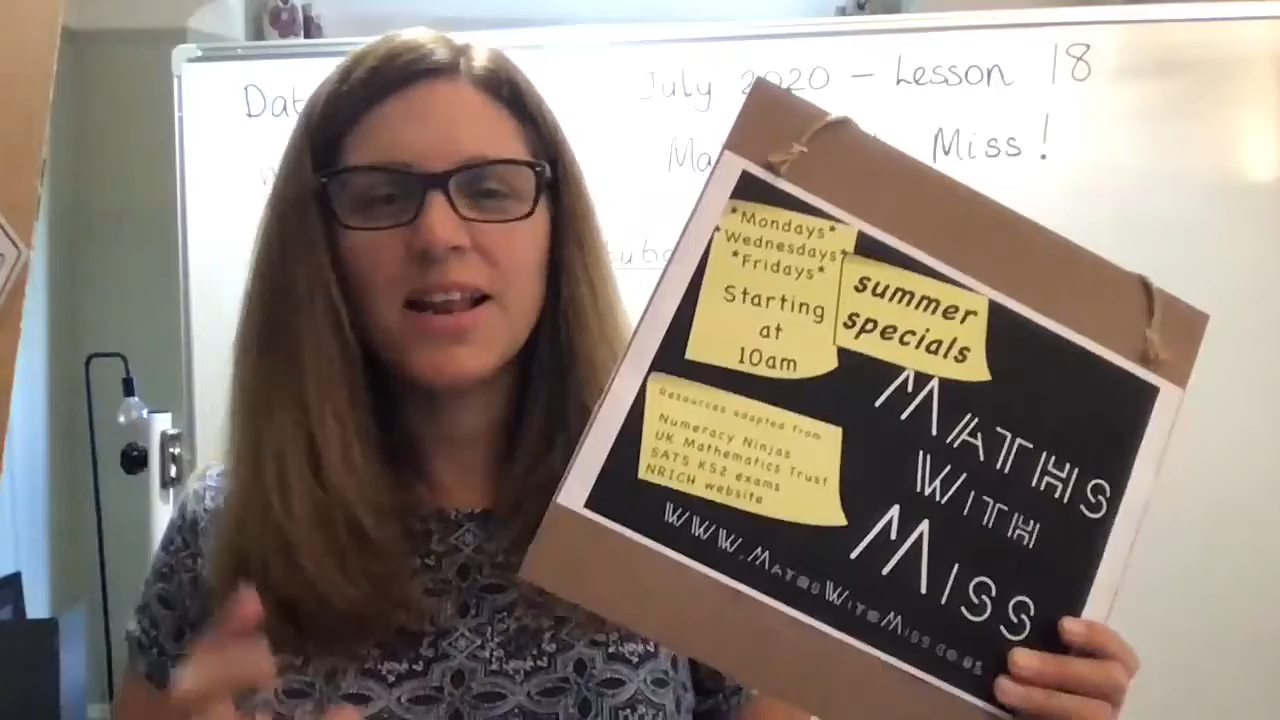 Dat July 2020 - Lesson 18
Ma Miss!
*Mondays*
*Wednesdays*
*Fridays*
Starting
at
10am
summer
specials
Resources adapted from
Numeracy Ninjas
UK Mathematics Trust
SATS KS2 exams
NRICH website
MATHS
WITH
MISS
WWW.MATHSWITHMISS.CO.UK